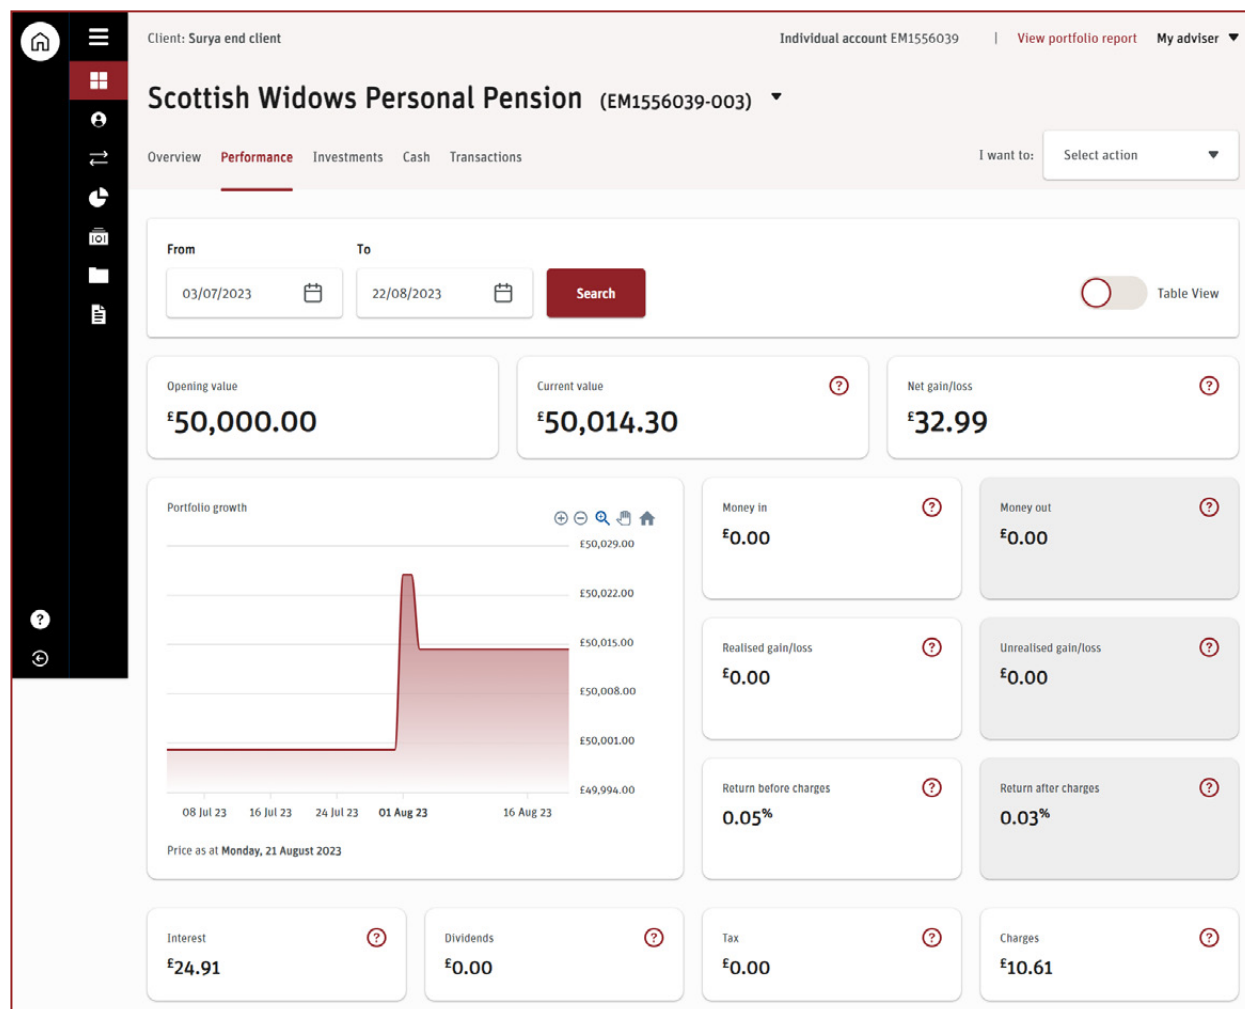 Client: Surya end client
Individual account EM1556039 | View portfolio report My adviser
Scottish Widows Personal Pension (EM1556039-003)
Overview Performance Investments Cash Transactions
I want to: Select action
From To
03/07/2023 22/08/2023 Search Table View
Opening value
£50,000.00
Current value ?
£50,014.30
Net gain/loss ?
£32.99
Portfolio growth
£50,029.00
£50,022.00
£50,015.00
£50,008.00
£50,001.00
£49,994.00
08 Jul 23 16 Jul 23 24 Jul 23 01 Aug 23 16 Aug 23
Price as at Monday, 21 August 2023
Money in ?
£0.00
Money out ?
£0.00
Realised gain/loss ?
£0.00
Unrealised gain/loss ?
£0.00
Return before charges ?
0.05%
Return after charges ?
0.03%
Interest ?
£24.91
Dividends ?
£0.00
Tax ?
£0.00
Charges ?
£10.61
?